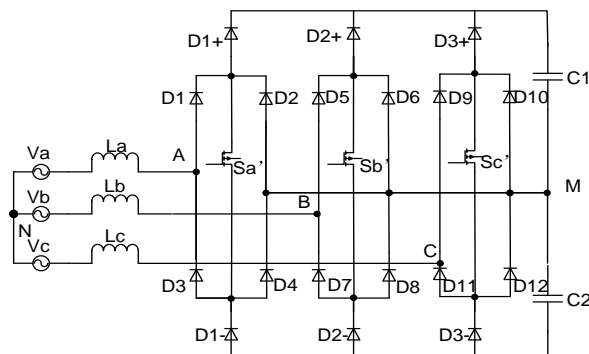 D1+
D2+
D3+
C1
D1
D2
D5
D6
D9
D10
Va
La
A
Sa'
Sb'
Sc'
Vb
Lb
B
M
N
Vc
Lc
C
D3
D4
D7
D8
D11
D12
C2
D1-
D2-
D3-